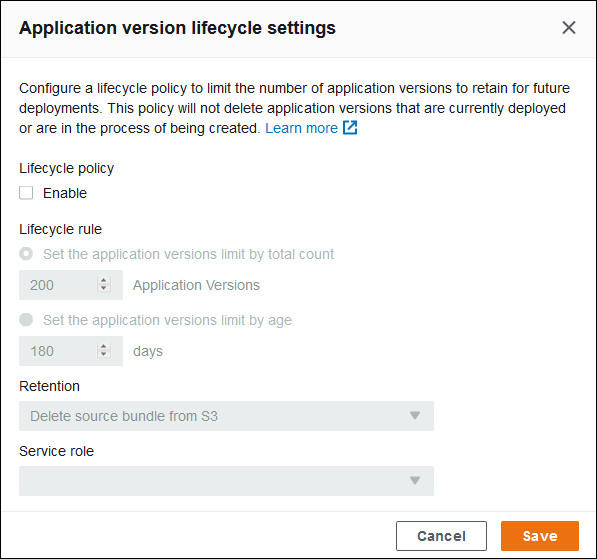 Application version lifecycle settings
Configure a lifecycle policy to limit the number of application versions to retain for future
deployments. This policy will not delete application versions that are currently deployed
or are in the process of being created. Learn more
Lifecycle policy
Enable
Lifecycle rule
Set the application versions limit by total count
200 Application Versions
Set the application versions limit by age
180 days
Retention
Delete source bundle from S3
Service role
Cancel Save